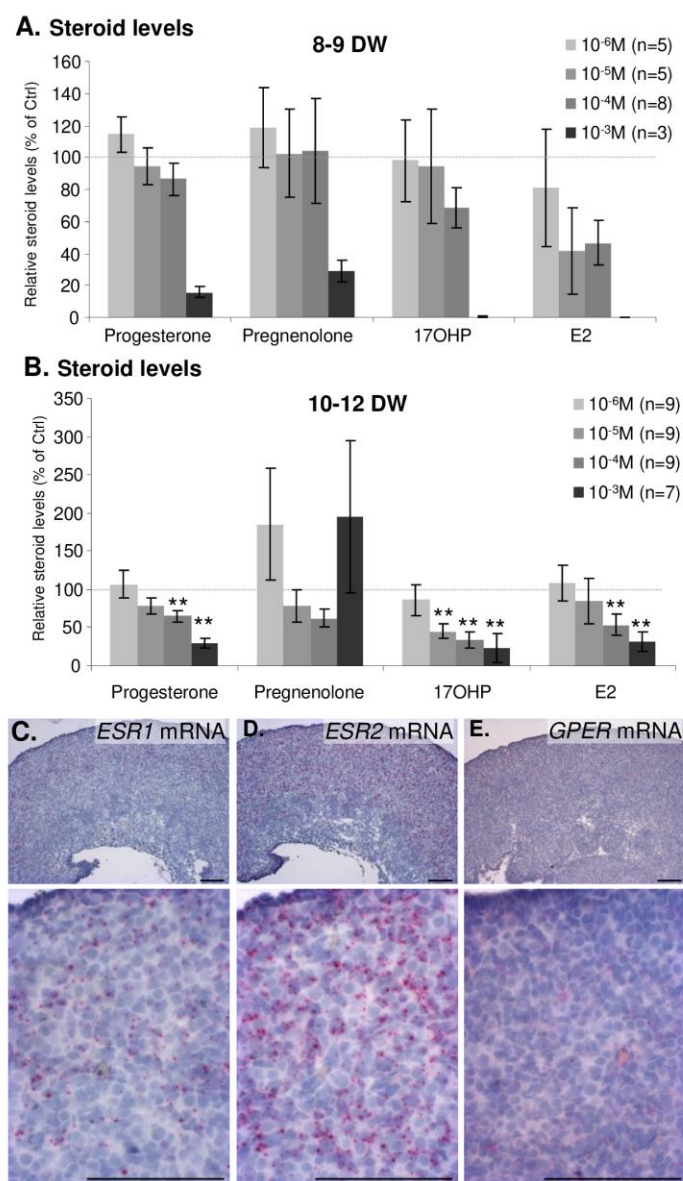 A. Steroid levels
8-9 DW
10⁻⁶M (n=5)
10⁻⁵M (n=5)
10⁻⁴M (n=8)
10⁻³M (n=3)
Relative steroid levels (% of Ctrl)
160
140
120
100
80
60
40
20
0
Progesterone Pregnenolone 17OHP E2
B. Steroid levels
10-12 DW
10⁻⁶M (n=9)
10⁻⁵M (n=9)
10⁻⁴M (n=9)
10⁻³M (n=7)
Relative steroid levels (% of Ctrl)
350
300
250
200
150
100
50
0
** ** ** ** ** ** **
Progesterone Pregnenolone 17OHP E2
C. ESR1 mRNA
D. ESR2 mRNA
E. GPER mRNA